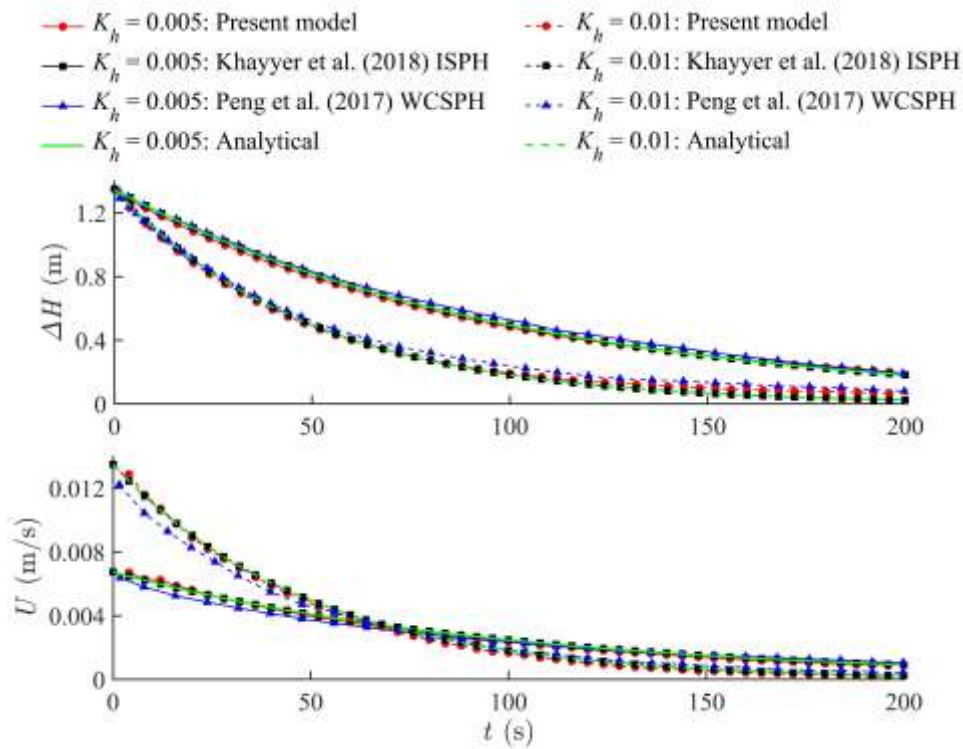 K_h = 0.005: Present model
K_h = 0.01: Present model
K_h = 0.005: Khayyer et al. (2018) ISPH
K_h = 0.01: Khayyer et al. (2018) ISPH
K_h = 0.005: Peng et al. (2017) WCSPH
K_h = 0.01: Peng et al. (2017) WCSPH
K_h = 0.005: Analytical
K_h = 0.01: Analytical
ΔH (m)
1.2
0.8
0.4
0
0 50 100 150 200
U (m/s)
0.012
0.008
0.004
0
0 50 100 150 200
t (s)